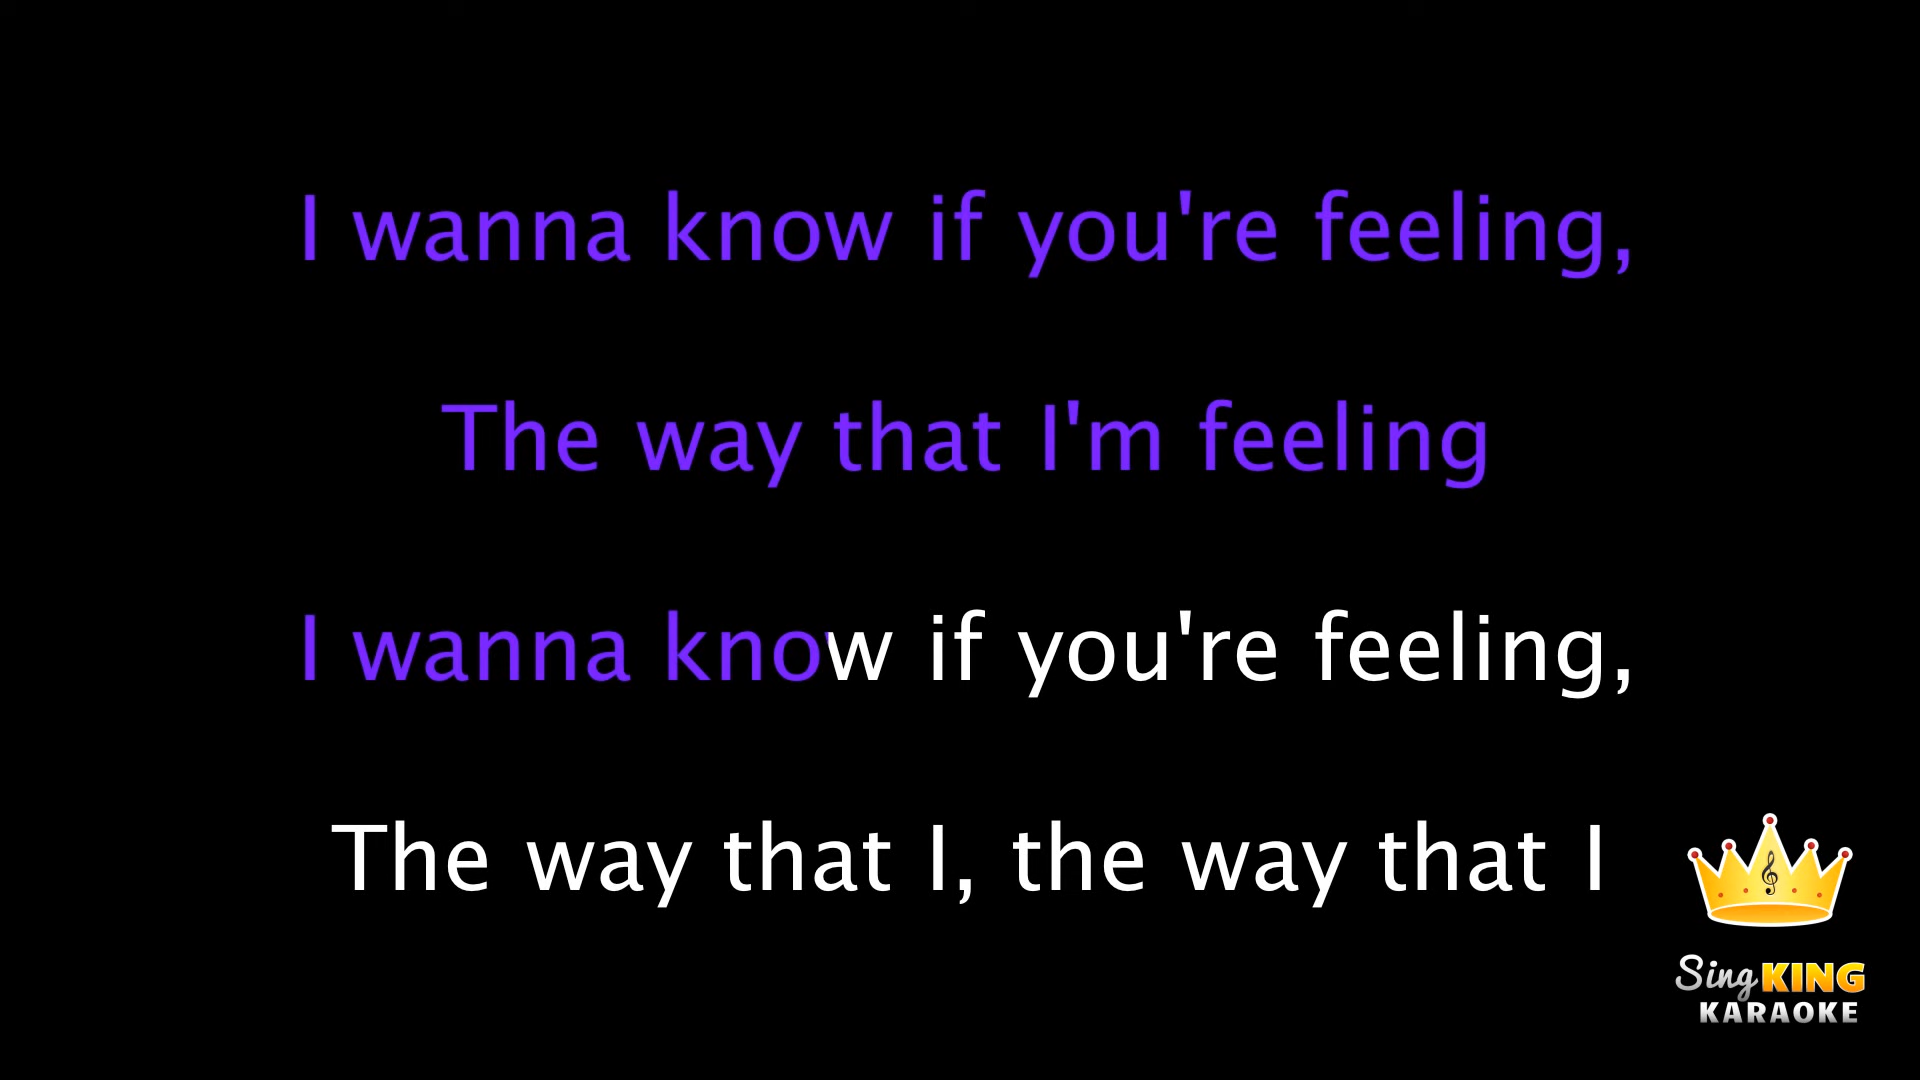 I wanna know if you're feeling,
The way that I'm feeling
I wanna know if you're feeling,
The way that I, the way that I
Sing KING
KARAOKE